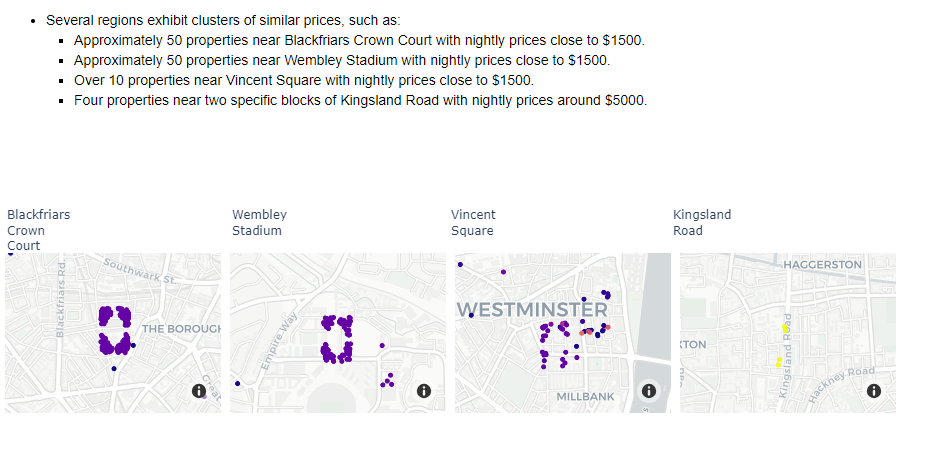 Several regions exhibit clusters of similar prices, such as:
Approximately 50 properties near Blackfriars Crown Court with nightly prices close to $1500.
Approximately 50 properties near Wembley Stadium with nightly prices close to $1500.
Over 10 properties near Vincent Square with nightly prices close to $1500.
Four properties near two specific blocks of Kingsland Road with nightly prices around $5000.
Blackfriars
Crown
Court
Wembley
Stadium
Vincent
Square
Kingsland
Road
Blackfriars Rd
Southwark St
THE BOROUGH
Great
Empire Way
WESTMINSTER
MILLBANK
HAGGERSTON
XTON
Kingsland Road
Hackney Road